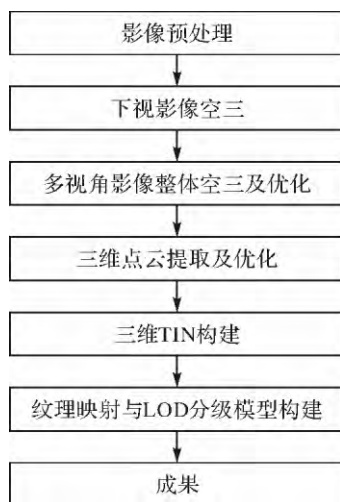 影像预处理
下视影像空三
多视角影像整体空三及优化
三维点云提取及优化
三维TIN构建
纹理映射与LOD分级模型构建
成果